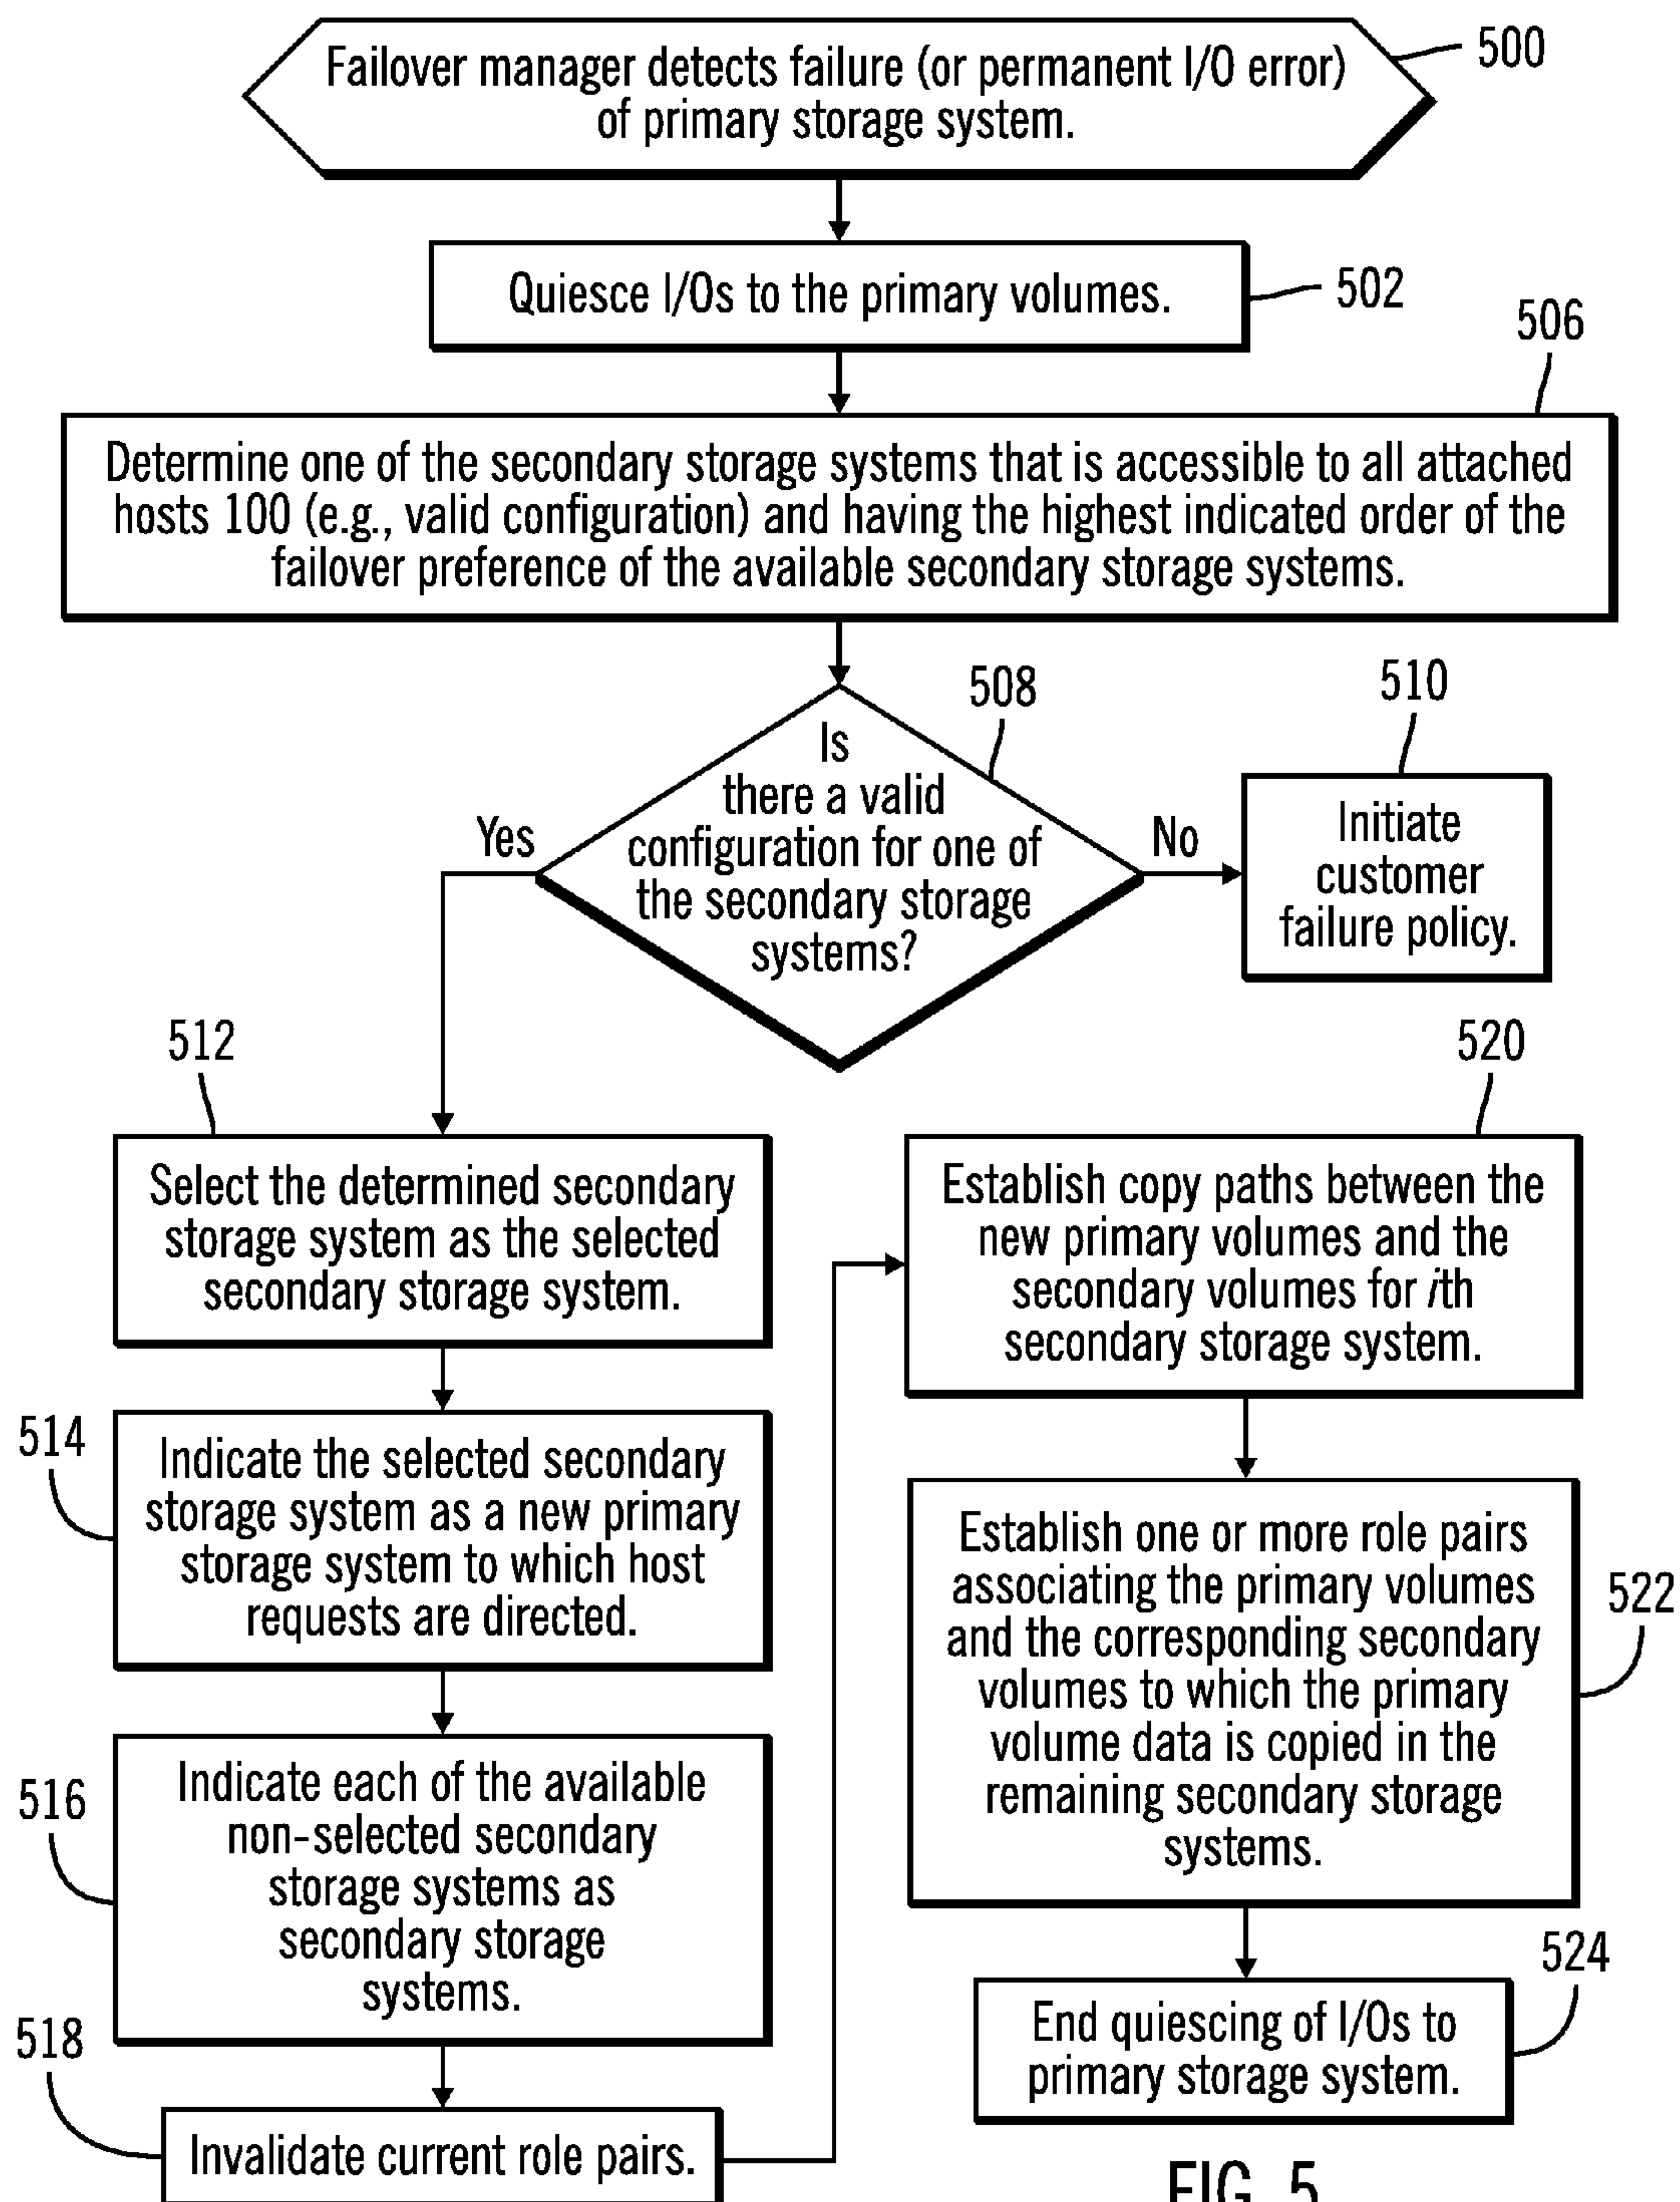 Failover manager detects failure (or permanent I/O error)
of primary storage system.
500
Quiesce I/Os to the primary volumes.
502
506
Determine one of the secondary storage systems that is accessible to all attached
hosts 100 (e.g., valid configuration) and having the highest indicated order of the
failover preference of the available secondary storage systems.
508
Is
there a valid
configuration for one of
the secondary storage
systems?
Yes
No
510
Initiate
customer
failure policy.
512
Select the determined secondary
storage system as the selected
secondary storage system.
514
Indicate the selected secondary
storage system as a new primary
storage system to which host
requests are directed.
516
Indicate each of the available
non-selected secondary
storage systems as
secondary storage
systems.
518
Invalidate current role pairs.
520
Establish copy paths between the
new primary volumes and the
secondary volumes for ith
secondary storage system.
Establish one or more role pairs
associating the primary volumes
and the corresponding secondary
volumes to which the primary
volume data is copied in the
remaining secondary storage
systems.
522
524
End quiescing of I/Os to
primary storage system.
FIG. 5